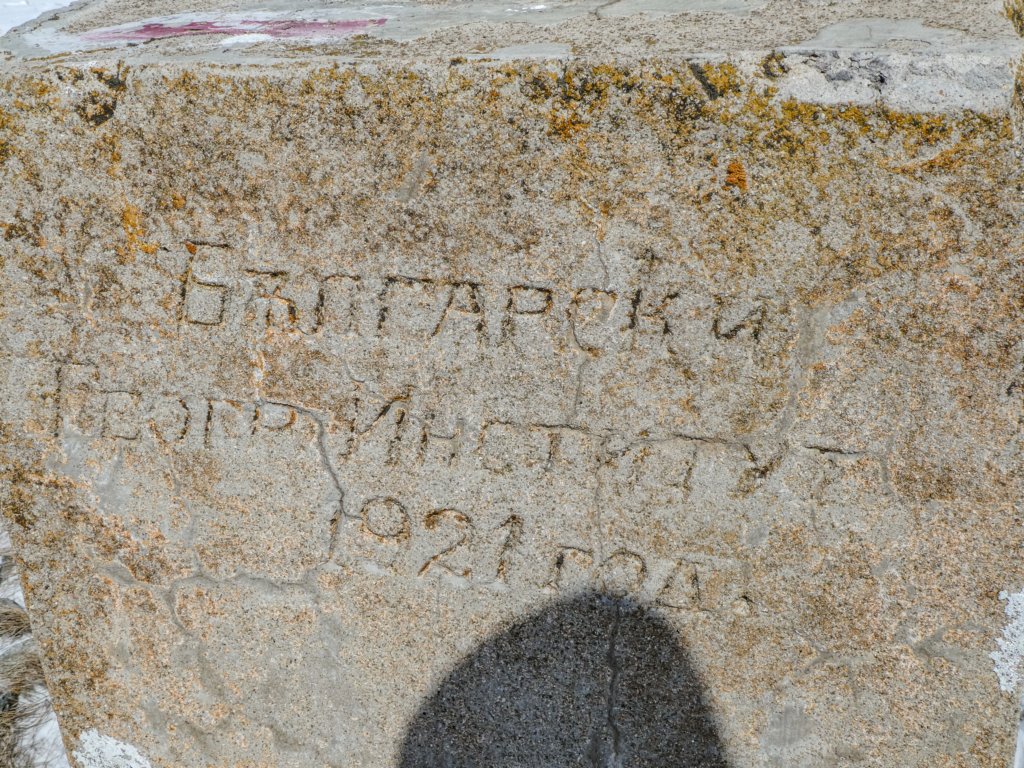 Български
Геогр. Институт
1921 год.